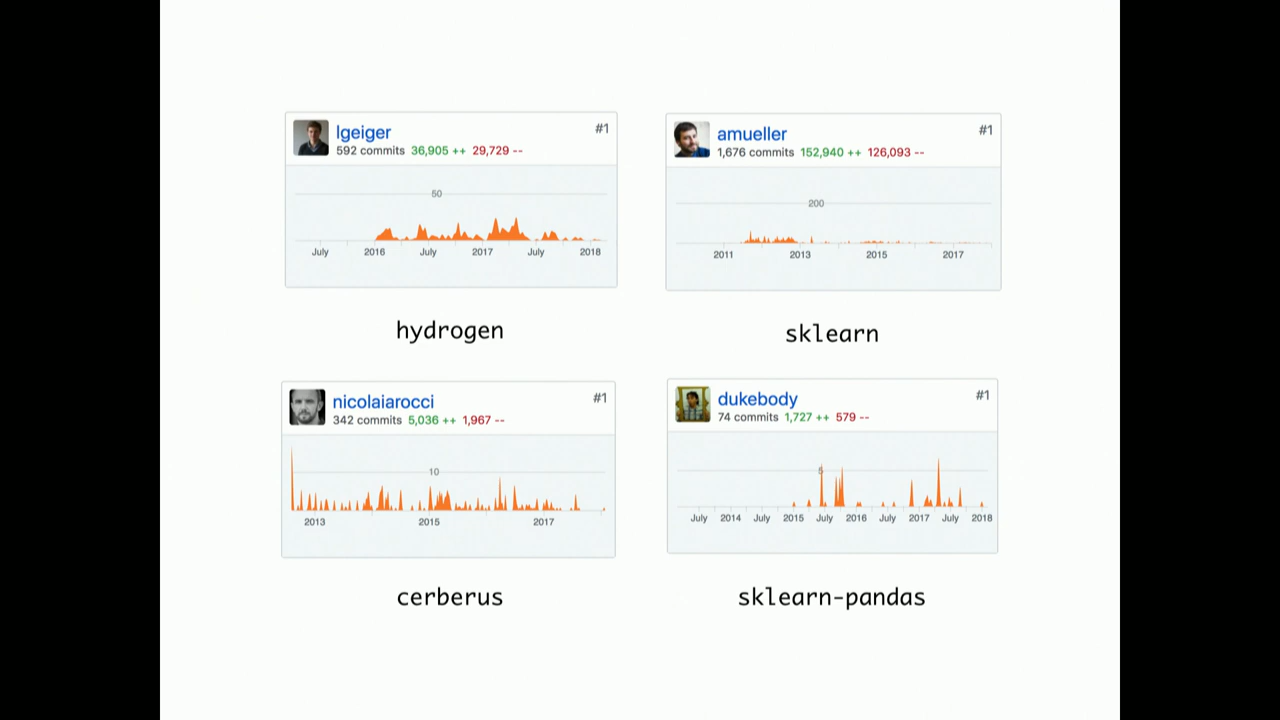 lgeiger #1
592 commits 36,905 ++ 29,729 --
50
July 2016 July 2017 July 2018
hydrogen
amueller #1
1,676 commits 152,940 ++ 126,093 --
200
2011 2013 2015 2017
sklearn
nicolaiarocci #1
342 commits 5,036 ++ 1,967 --
10
2013 2015 2017
cerberus
dukebody #1
74 commits 1,727 ++ 579 --
5
July 2014 July 2015 July 2016 July 2017 July 2018
sklearn-pandas